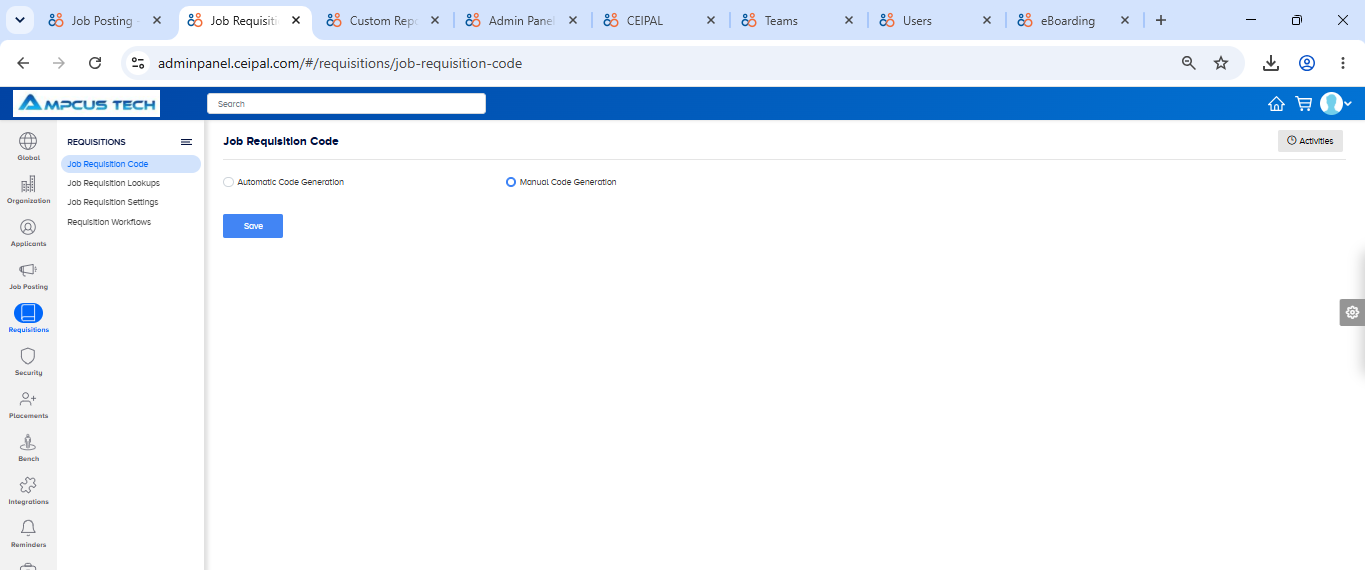 Job Posting -
Job Requisiti
Custom Repo
Admin Panel
CEIPAL
Teams
Users
eBoarding
adminpanel.ceipal.com/#/requisitions/job-requisition-code
AMPCUS TECH
Search
Global
Organization
Applicants
Job Posting
Requisitions
Security
Placements
Bench
Integrations
Reminders
REQUISITIONS
Job Requisition Code
Job Requisition Lookups
Job Requisition Settings
Requisition Workflows
Job Requisition Code
Activities
Automatic Code Generation
Manual Code Generation
Save